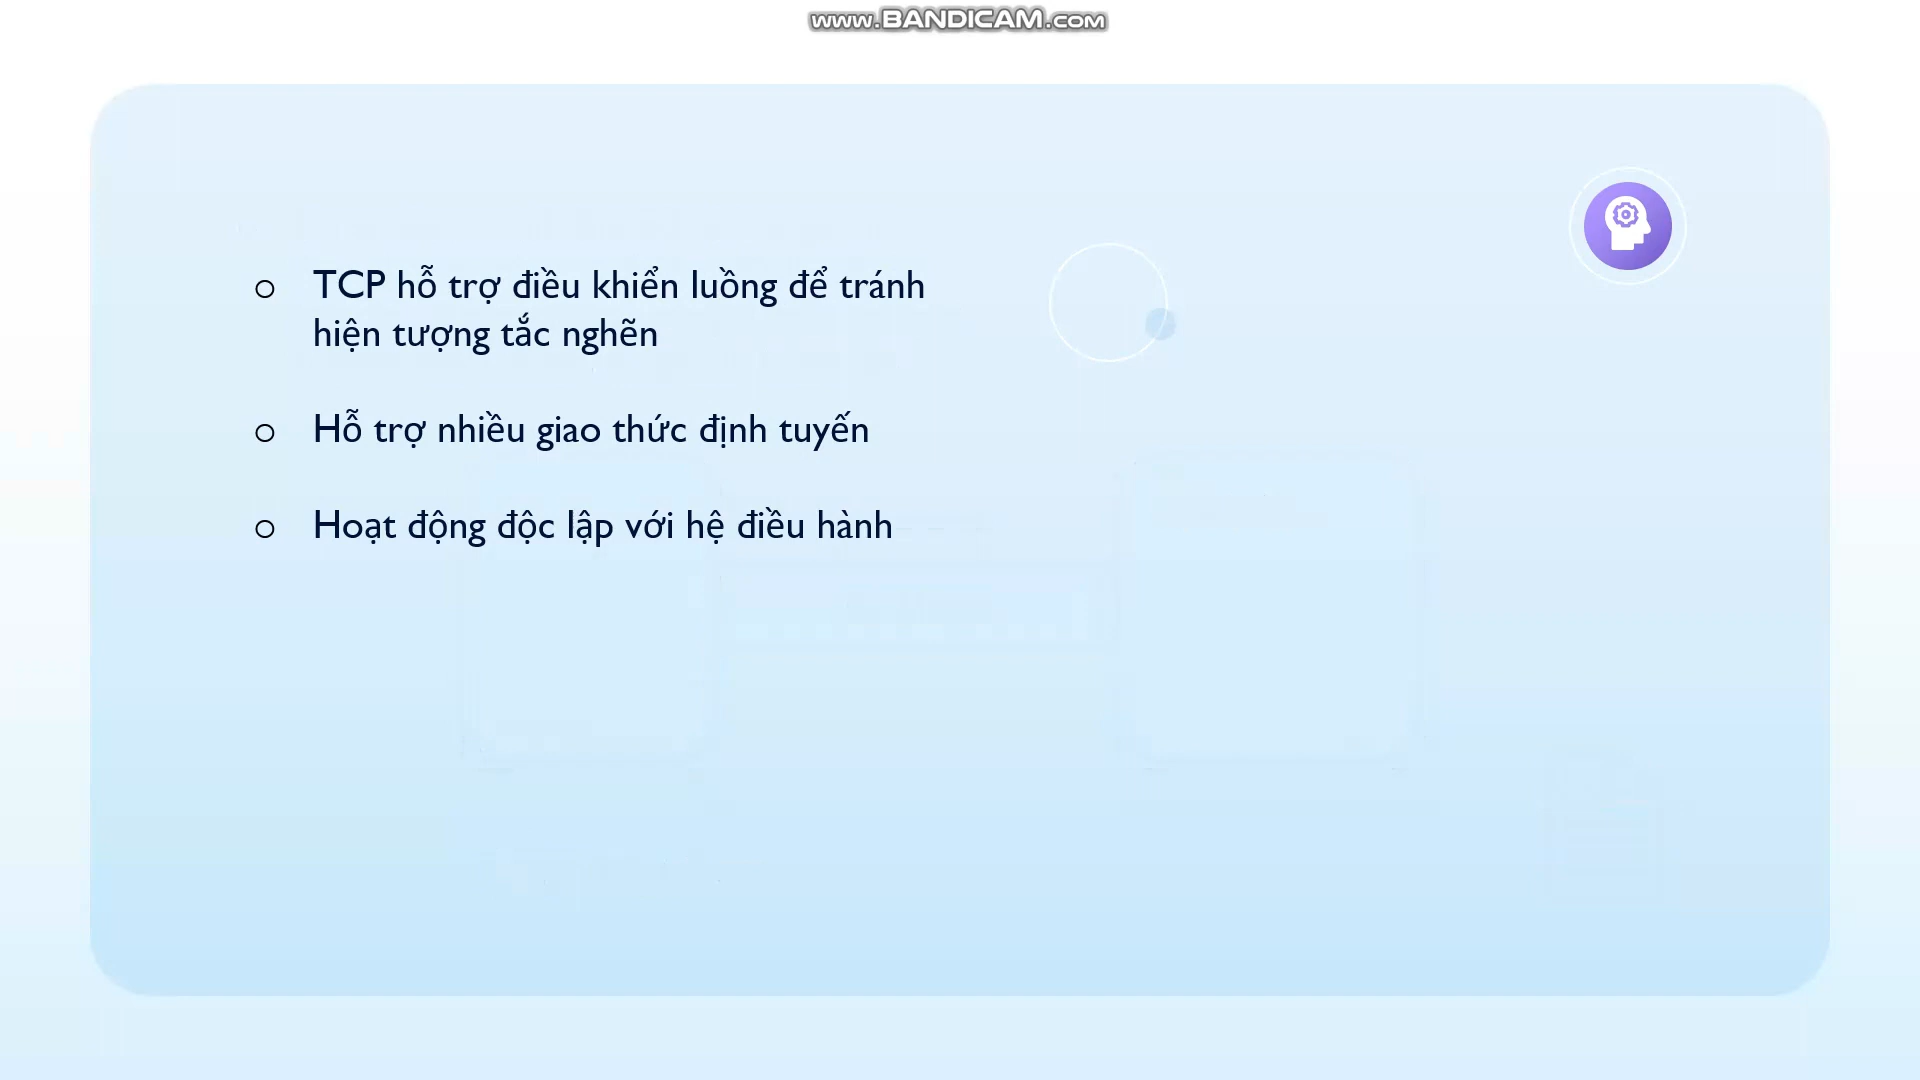 www.BANDICAM.com
o TCP hỗ trợ điều khiển luồng để tránh
hiện tượng tắc nghẽn
o Hỗ trợ nhiều giao thức định tuyến
o Hoạt động độc lập với hệ điều hành